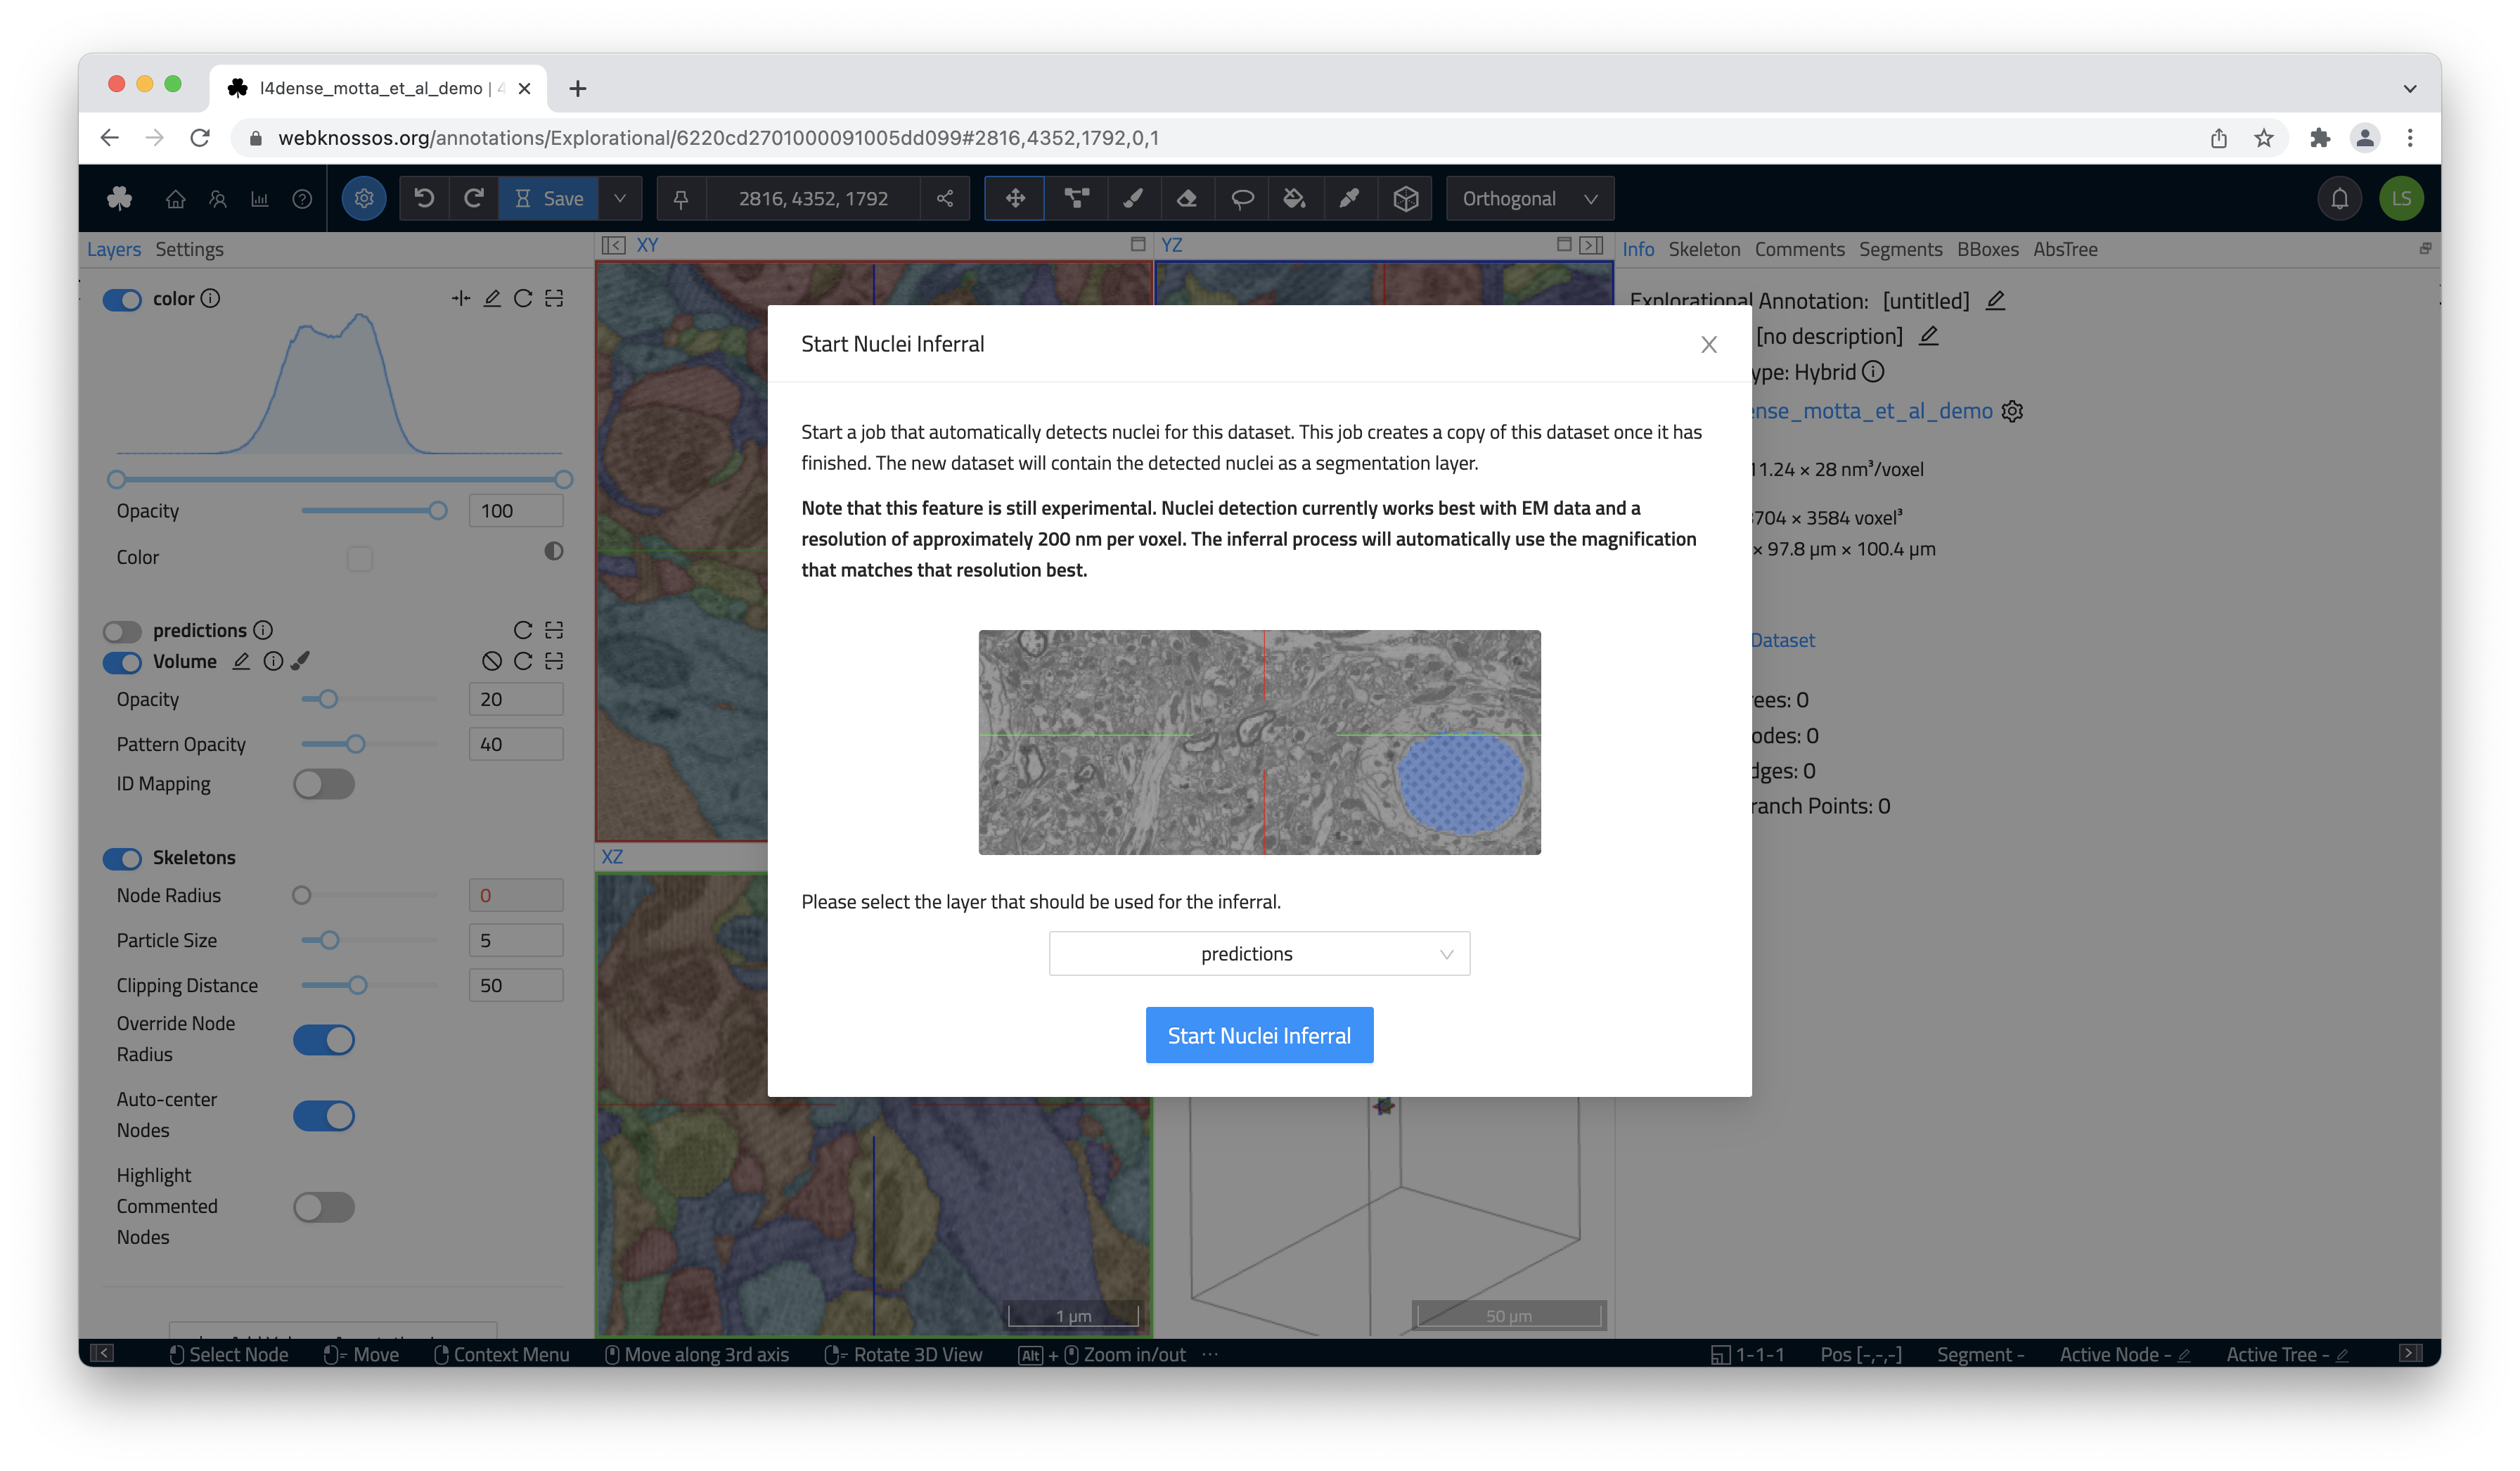 l4dense_motta_et_al_demo | 4
webknossos.org/annotations/Explorational/6220cd2701000091005dd099#2816,4352,1792,0,1
Save
2816, 4352, 1792
Orthogonal
LS
Layers Settings
XY
YZ
Info Skeleton Comments Segments BBoxes AbsTree
color
Opacity 100
Color
predictions
Volume
Opacity 20
Pattern Opacity 40
ID Mapping
Skeletons
Node Radius 0
Particle Size 5
Clipping Distance 50
Override Node
Radius
Auto-center
Nodes
Highlight
Commented
Nodes
XZ
Start Nuclei Inferral
Start a job that automatically detects nuclei for this dataset. This job creates a copy of this dataset once it has
finished. The new dataset will contain the detected nuclei as a segmentation layer.
Note that this feature is still experimental. Nuclei detection currently works best with EM data and a
resolution of approximately 200 nm per voxel. The inferral process will automatically use the magnification
that matches that resolution best.
Please select the layer that should be used for the inferral.
predictions
Start Nuclei Inferral
Explorational Annotation: [untitled]
[no description]
ype: Hybrid
ense_motta_et_al_demo
11.24 × 28 nm³/voxel
704 × 3584 voxel³
× 97.8 µm × 100.4 µm
Dataset
rees: 0
odes: 0
dges: 0
ranch Points: 0
1 µm
50 µm
Select Node
Move
Context Menu
Move along 3rd axis
Rotate 3D View
Alt + Zoom in/out ···
1-1-1
Pos [-,-,-]
Segment -
Active Node -
Active Tree -